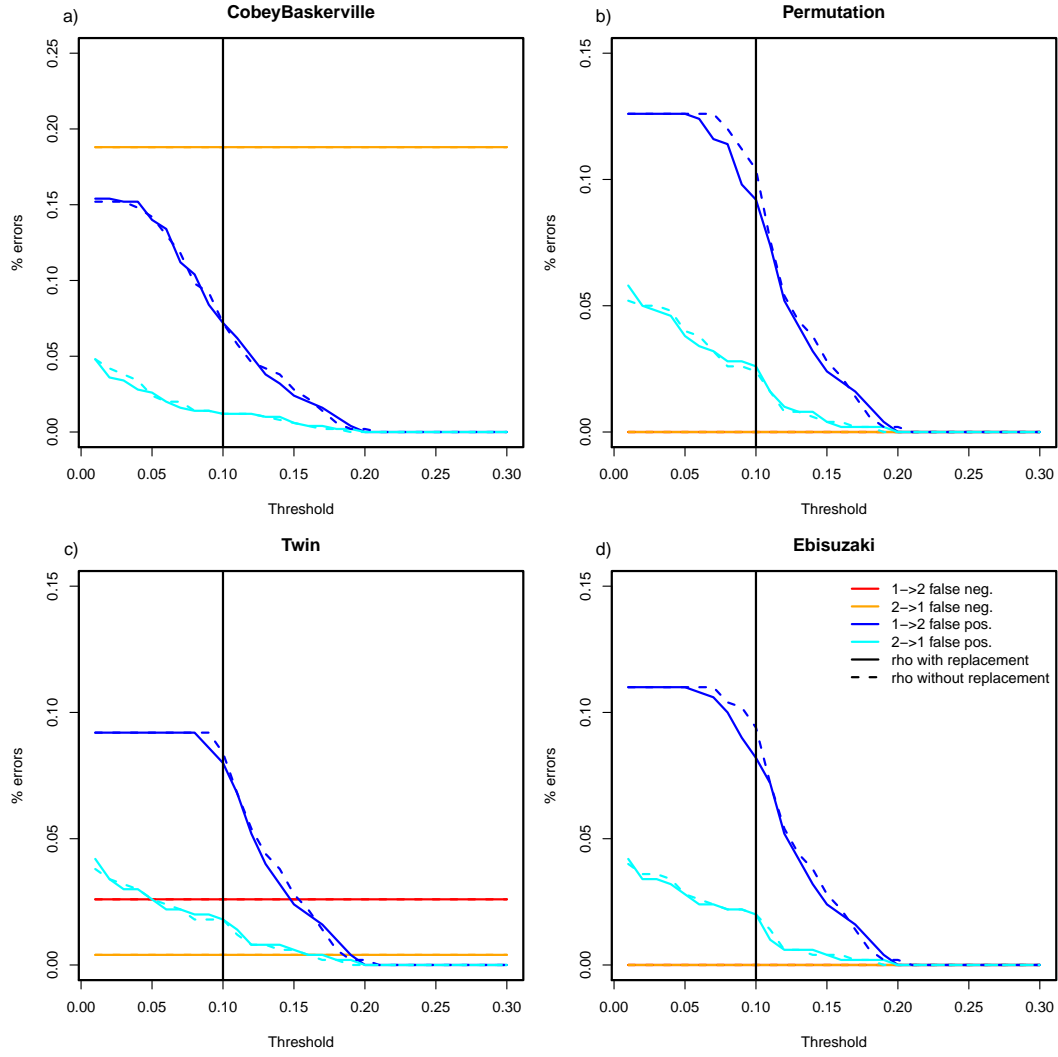 a)
CobeyBaskerville
% errors
0.25
0.20
0.15
0.10
0.05
0.00
0.00 0.05 0.10 0.15 0.20 0.25 0.30
Threshold
b)
Permutation
% errors
0.15
0.10
0.05
0.00
0.00 0.05 0.10 0.15 0.20 0.25 0.30
Threshold
c)
Twin
% errors
0.15
0.10
0.05
0.00
0.00 0.05 0.10 0.15 0.20 0.25 0.30
Threshold
d)
Ebisuzaki
% errors
0.15
0.10
0.05
0.00
1−>2 false neg.
2−>1 false neg.
1−>2 false pos.
2−>1 false pos.
rho with replacement
rho without replacement
0.00 0.05 0.10 0.15 0.20 0.25 0.30
Threshold